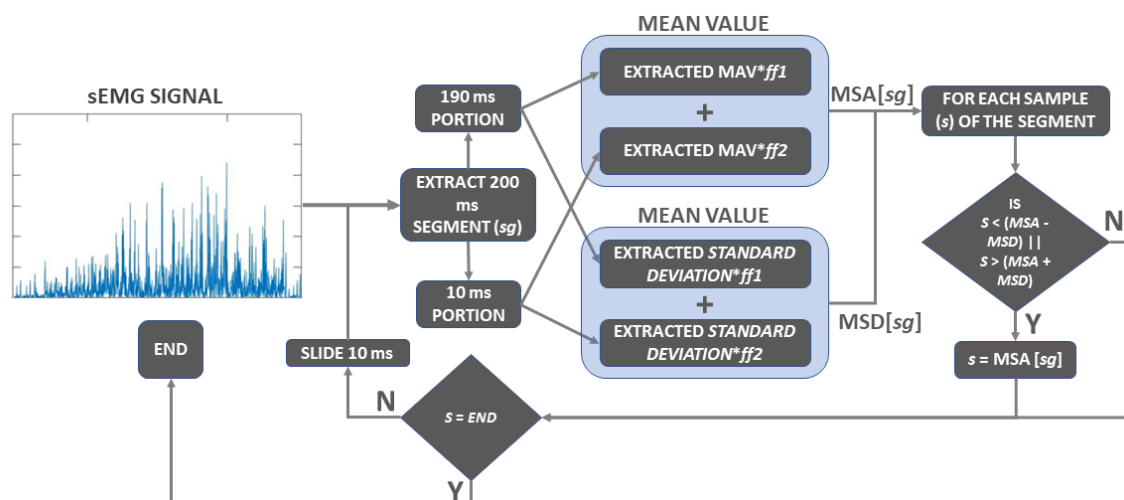 sEMG SIGNAL
190 ms
PORTION
EXTRACT 200
ms
SEGMENT (sg)
10 ms
PORTION
MEAN VALUE
EXTRACTED MAV*ff1
+
EXTRACTED MAV*ff2
MEAN VALUE
EXTRACTED STANDARD
DEVIATION*ff1
+
EXTRACTED STANDARD
DEVIATION*ff2
MSA[sg]
MSD[sg]
FOR EACH SAMPLE
(s) OF THE SEGMENT
IS
S < (MSA -
MSD) ||
S > (MSA +
MSD)
N
Y
s = MSA [sg]
S = END
N
SLIDE 10 ms
Y
END